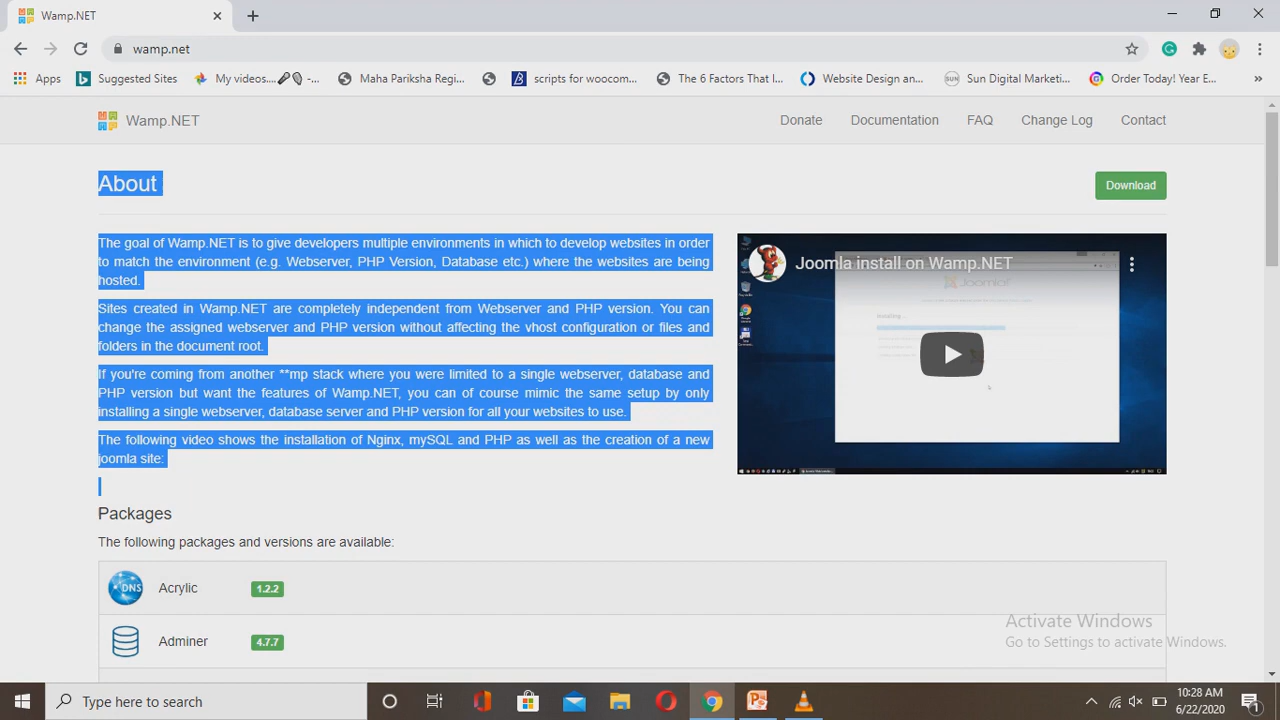 Wamp.NET
wamp.net
Apps
Suggested Sites
My videos....🎤 -...
Maha Pariksha Regi...
scripts for woocom...
The 6 Factors That I...
Website Design an...
Sun Digital Marketi...
Order Today! Year E...
»
Wamp.NET
Donate
Documentation
FAQ
Change Log
Contact
About
Download
The goal of Wamp.NET is to give developers multiple environments in which to develop websites in order
to match the environment (e.g. Webserver, PHP Version, Database etc.) where the websites are being
hosted.
Sites created in Wamp.NET are completely independent from Webserver and PHP version. You can
change the assigned webserver and PHP version without affecting the vhost configuration or files and
folders in the document root.
If you're coming from another **mp stack where you were limited to a single webserver, database and
PHP version but want the features of Wamp.NET, you can of course mimic the same setup by only
installing a single webserver, database server and PHP version for all your websites to use.
The following video shows the installation of Nginx, mySQL and PHP as well as the creation of a new
joomla site:
Joomla install on Wamp.NET
Joomla!
Installing ...
Packages
The following packages and versions are available:
DNS
Acrylic
1.2.2
Adminer
4.7.7
Activate Windows
Go to Settings to activate Windows.
Type here to search
10:28 AM
6/22/2020
1